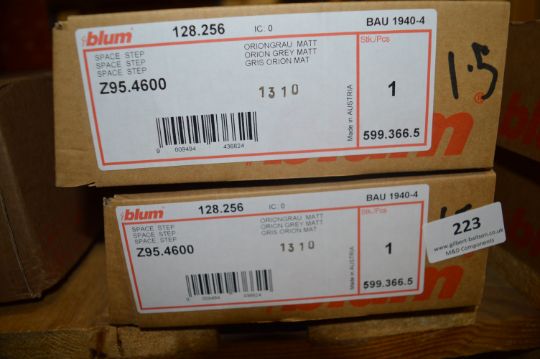 blum
128.256
IC: 0
BAU 1940-4
SPACE STEP
SPACE STEP
SPACE STEP
ORIONGRAU MATT
ORION GREY MATT
GRIS ORION MAT
Stk/Pcs
Z95.4600
1310
1
Made in AUSTRIA
599.366.5
1.5
blum
blum
128.256
IC: 0
BAU 1940-4
SPACE STEP
SPACE STEP
SPACE STEP
ORIONGRAU MATT
ORION GREY MATT
GRIS ORION MAT
Stk/Pcs
Z95.4600
1310
1
Made in AUSTRIA
599.366.5
223
www.gilbert-baitson.co.uk
M&G Components
blum